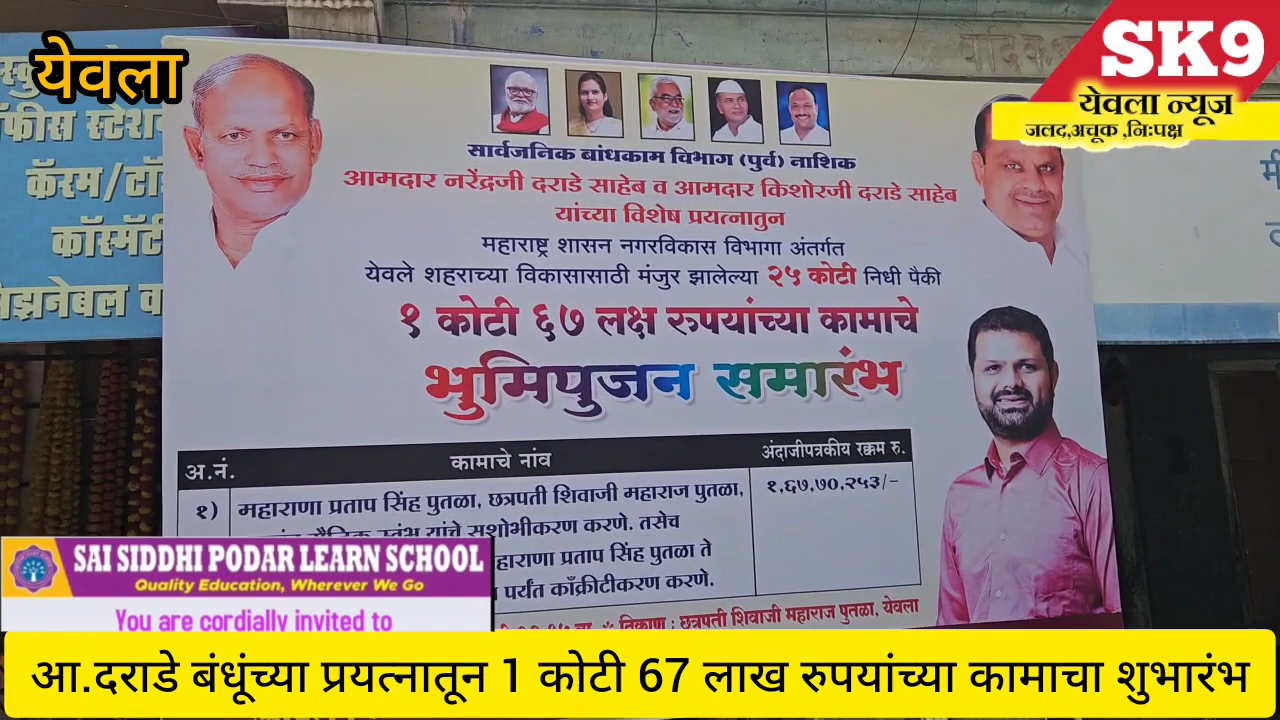 येवला
SK9
येवला न्यूज
जलद,अचूक ,नि:पक्ष
ऑफीस स्टेशन
कॅरम/टॉ
कॉस्मॅटी
सार्वजनिक बांधकाम विभाग (पुर्व) नाशिक
आमदार नरेंद्रजी दराडे साहेब व आमदार किशोरजी दराडे साहेब
यांच्या विशेष प्रयत्नातुन
महाराष्ट्र शासन नगरविकास विभागा अंतर्गत
येवले शहराच्या विकासासाठी मंजुर झालेल्या २५ कोटी निधी पैकी
१ कोटी ६७ लक्ष रुपयांच्या कामाचे
भुमिपुजन समारंभ
अ.नं. कामाचे नांव अंदाजीपत्रकीय रक्कम रु.
१) महाराणा प्रताप सिंह पुतळा, छत्रपती शिवाजी महाराज पुतळा, १,६७,७०,२५३/-
स्तंभ यांचे सुशोभीकरण करणे. तसेच
महाराणा प्रताप सिंह पुतळा ते
पर्यंत काँक्रीटीकरण करणे.
ठिकाण : छत्रपती शिवाजी महाराज पुतळा, येवला
SAI SIDDHI PODAR LEARN SCHOOL
Quality Education, Wherever We Go
You are cordially invited to
आ.दराडे बंधूंच्या प्रयत्नातून 1 कोटी 67 लाख रुपयांच्या कामाचा शुभारंभ